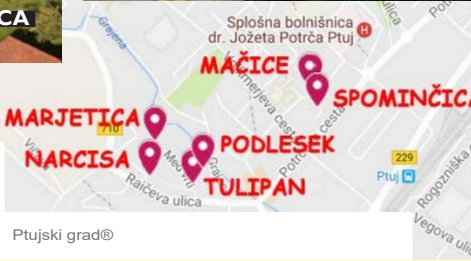 CA
Grajena
Splošna bolnišnica
dr. Jožeta Potrča Ptuj
H
MAČICE
SPOMINČICA
MARJETICA
710
NARCISA
PODLESEK
TULIPAN
Raičeva ulica
Potrčeva cesta
229
Ptuj
Rogozniška
Vegova ulica
Ptujski grad®